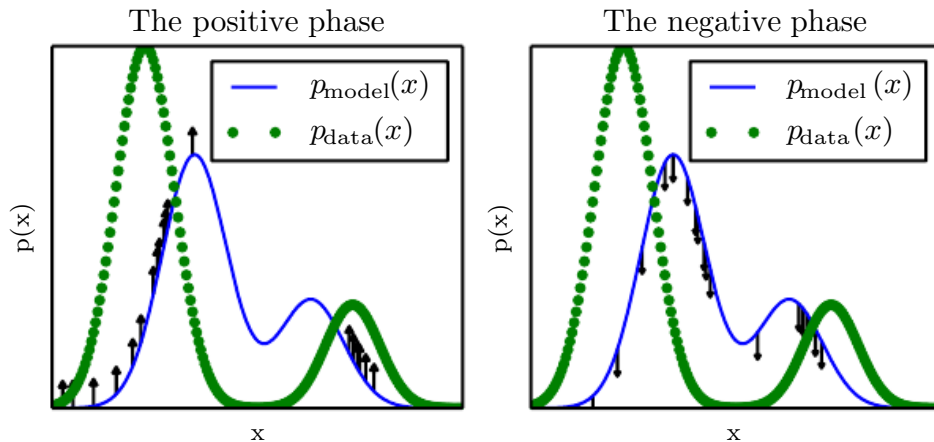 The positive phase
p_model(x)
p_data(x)
p(x)
x
The negative phase
p_model (x)
p_data(x)
p(x)
x